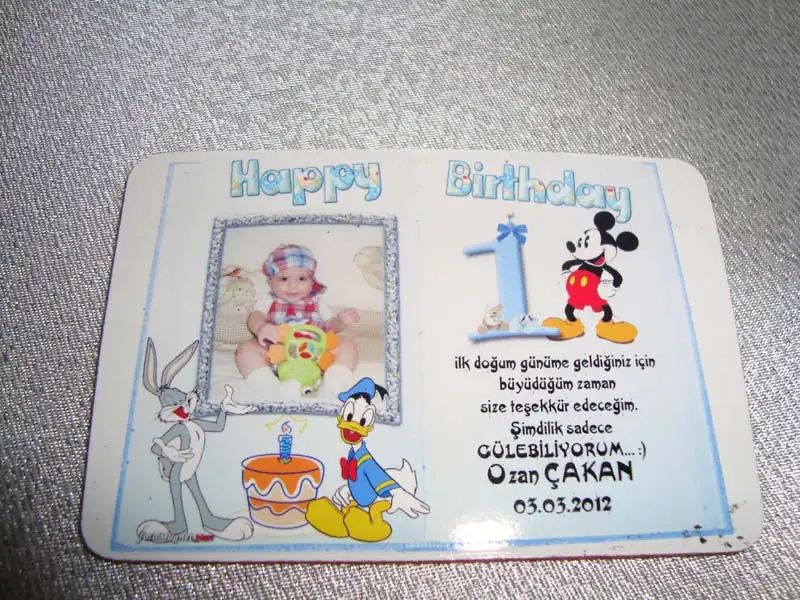 Happy Birthday
1
ilk doğum günüme geldiğiniz için
büyüdüğüm zaman
size teşekkür edeceğim.
Şimdilik sadece
GÜLEBİLİYORUM... :)
Ozan ÇAKAN
03.03.2012